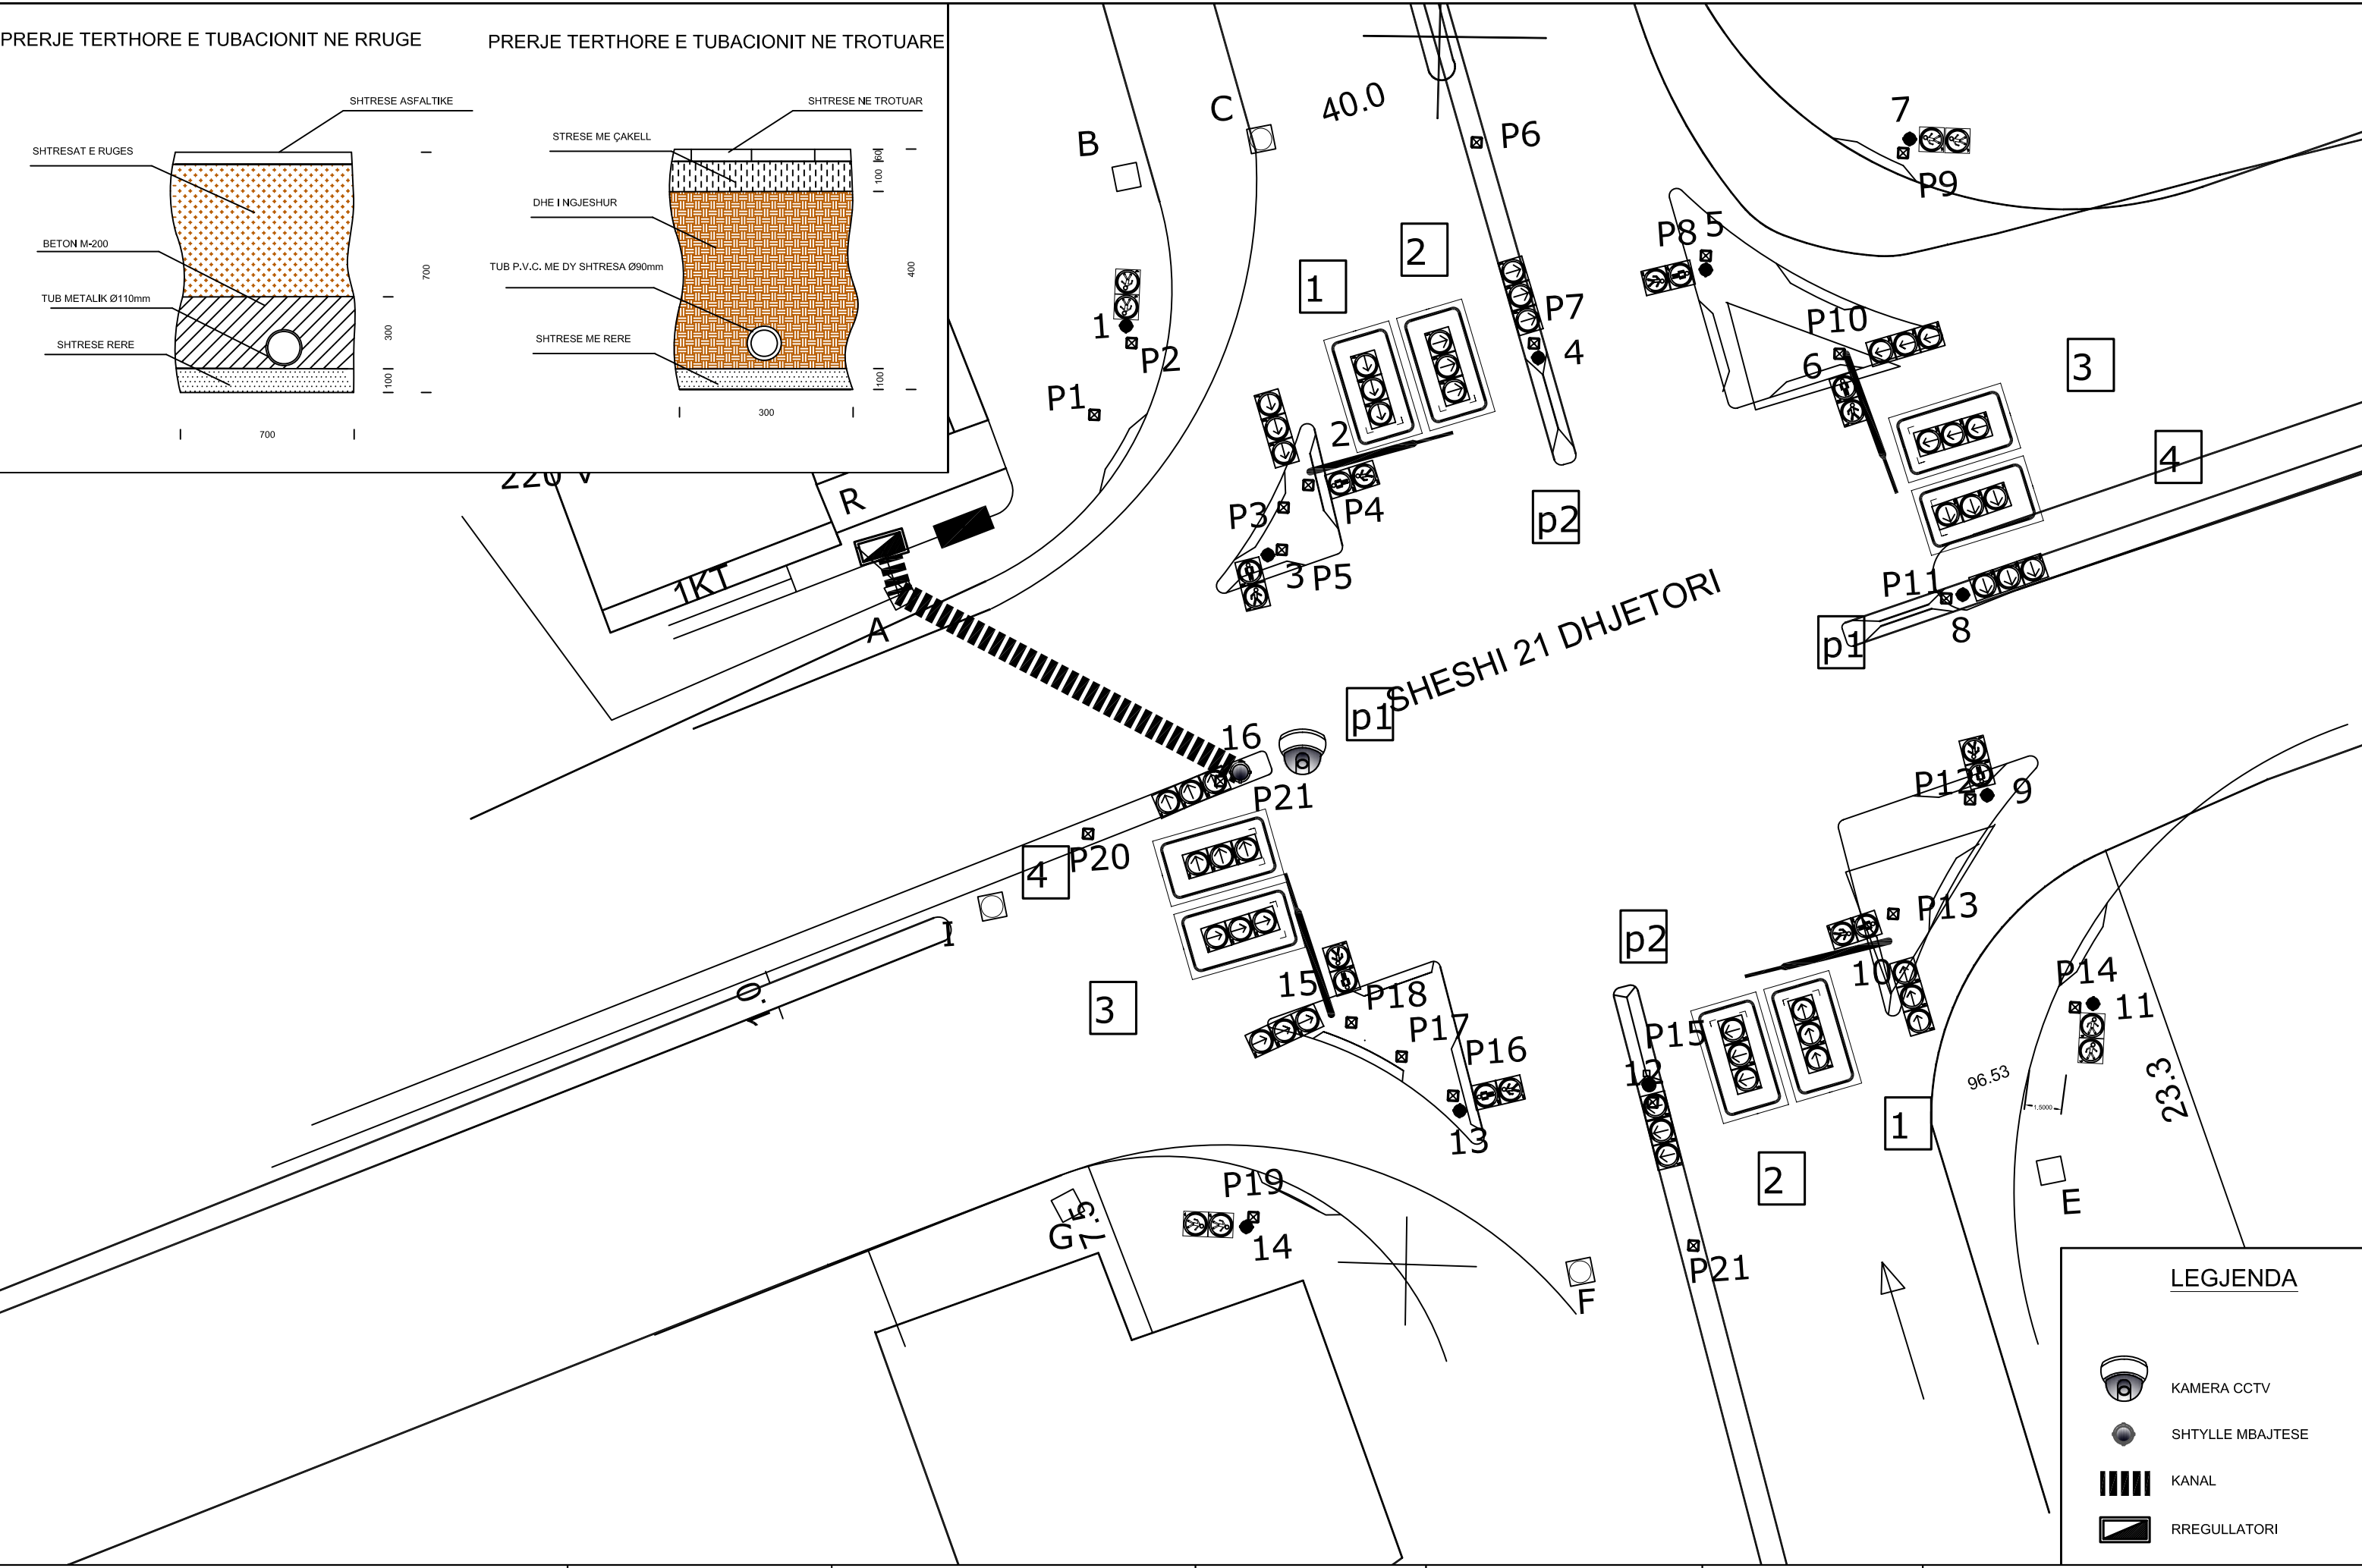 PRERJE TERTHORE E TUBACIONIT NE RRUGE
PRERJE TERTHORE E TUBACIONIT NE TROTUARE
SHTRESE ASFALTIKE
SHTRESAT E RUGES
BETON M-200
TUB METALIK Ø110mm
SHTRESE RERE
700
300
100
700
SHTRESE NE TROTUAR
STRESE ME ÇAKELL
DHE I NGJESHUR
TUB P.V.C. ME DY SHTRESA Ø90mm
SHTRESE ME RERE
60
100
400
100
300
B
C
40.0
P6
7
P9
P8
5
2
1
P7
4
P10
6
3
4
1
P2
P1
2
P3
P4
3
P5
p2
220 V
R
1KT
A
P11
8
p1
SHESHI 21 DHJETORI
p1
16
P21
P20
4
I
P12
9
P13
p2
10
P14
11
3
15
P18
P17
P16
13
P15
12
1
2
96.53
1,5000
23.3
E
P19
14
G
7.5
F
P21
LEGJENDA
KAMERA CCTV
SHTYLLE MBAJTESE
KANAL
RREGULLATORI